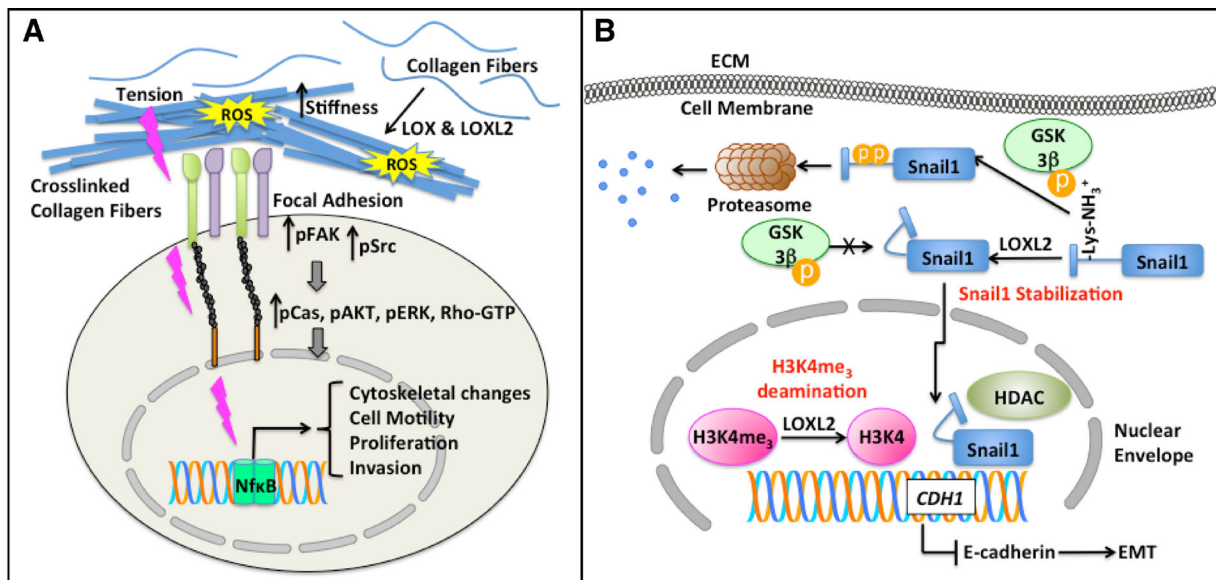 A
Collagen Fibers
Tension
ROS
Stiffness
LOX & LOXL2
ROS
Crosslinked
Collagen Fibers
Focal Adhesion
pFAK
pSrc
pCas, pAKT, pERK, Rho-GTP
Cytoskeletal changes
Cell Motility
Proliferation
Invasion
NfκB
B
ECM
Cell Membrane
GSK
3β
p
p p
Snail1
Proteasome
-Lys-NH₃⁺
GSK
3β
p
Snail1
LOXL2
Snail1
Snail1 Stabilization
H3K4me₃
deamination
HDAC
H3K4me₃
LOXL2
H3K4
Snail1
Nuclear
Envelope
CDH1
E-cadherin
EMT